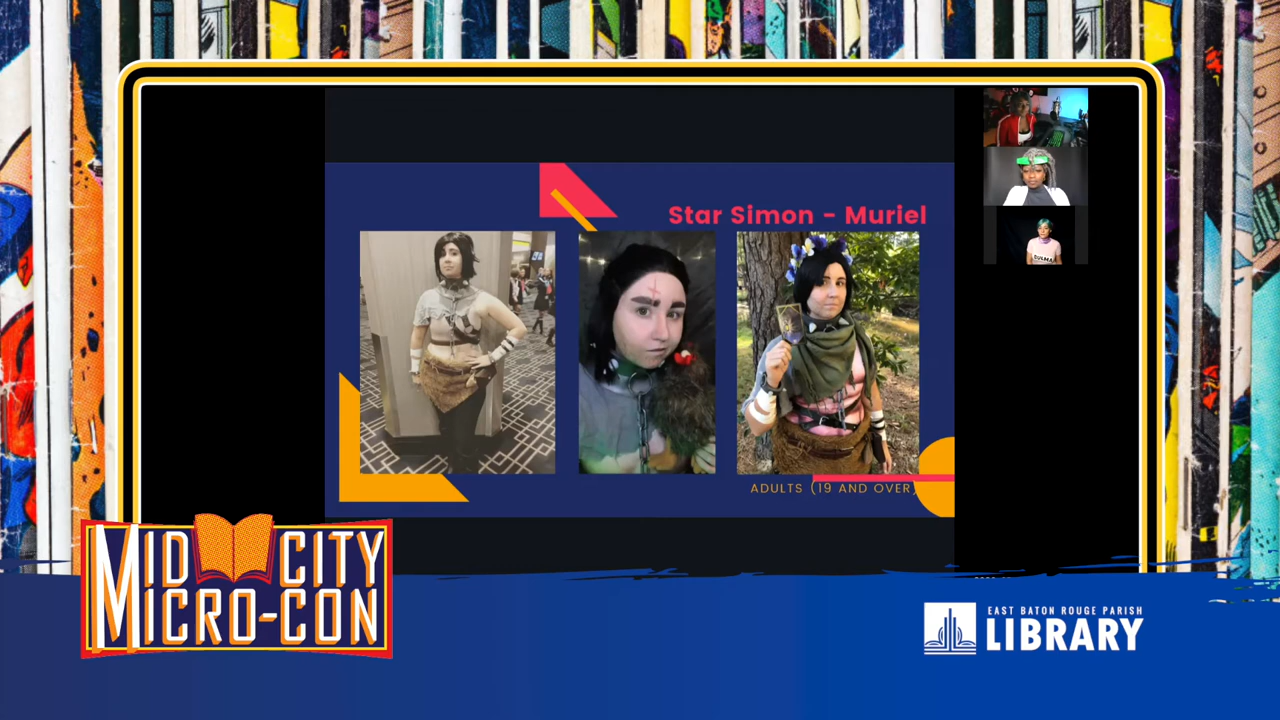 Star Simon - Muriel
ADULTS (19 AND OVER)
MID CITY
MICRO-CON
EAST BATON ROUGE PARISH
LIBRARY